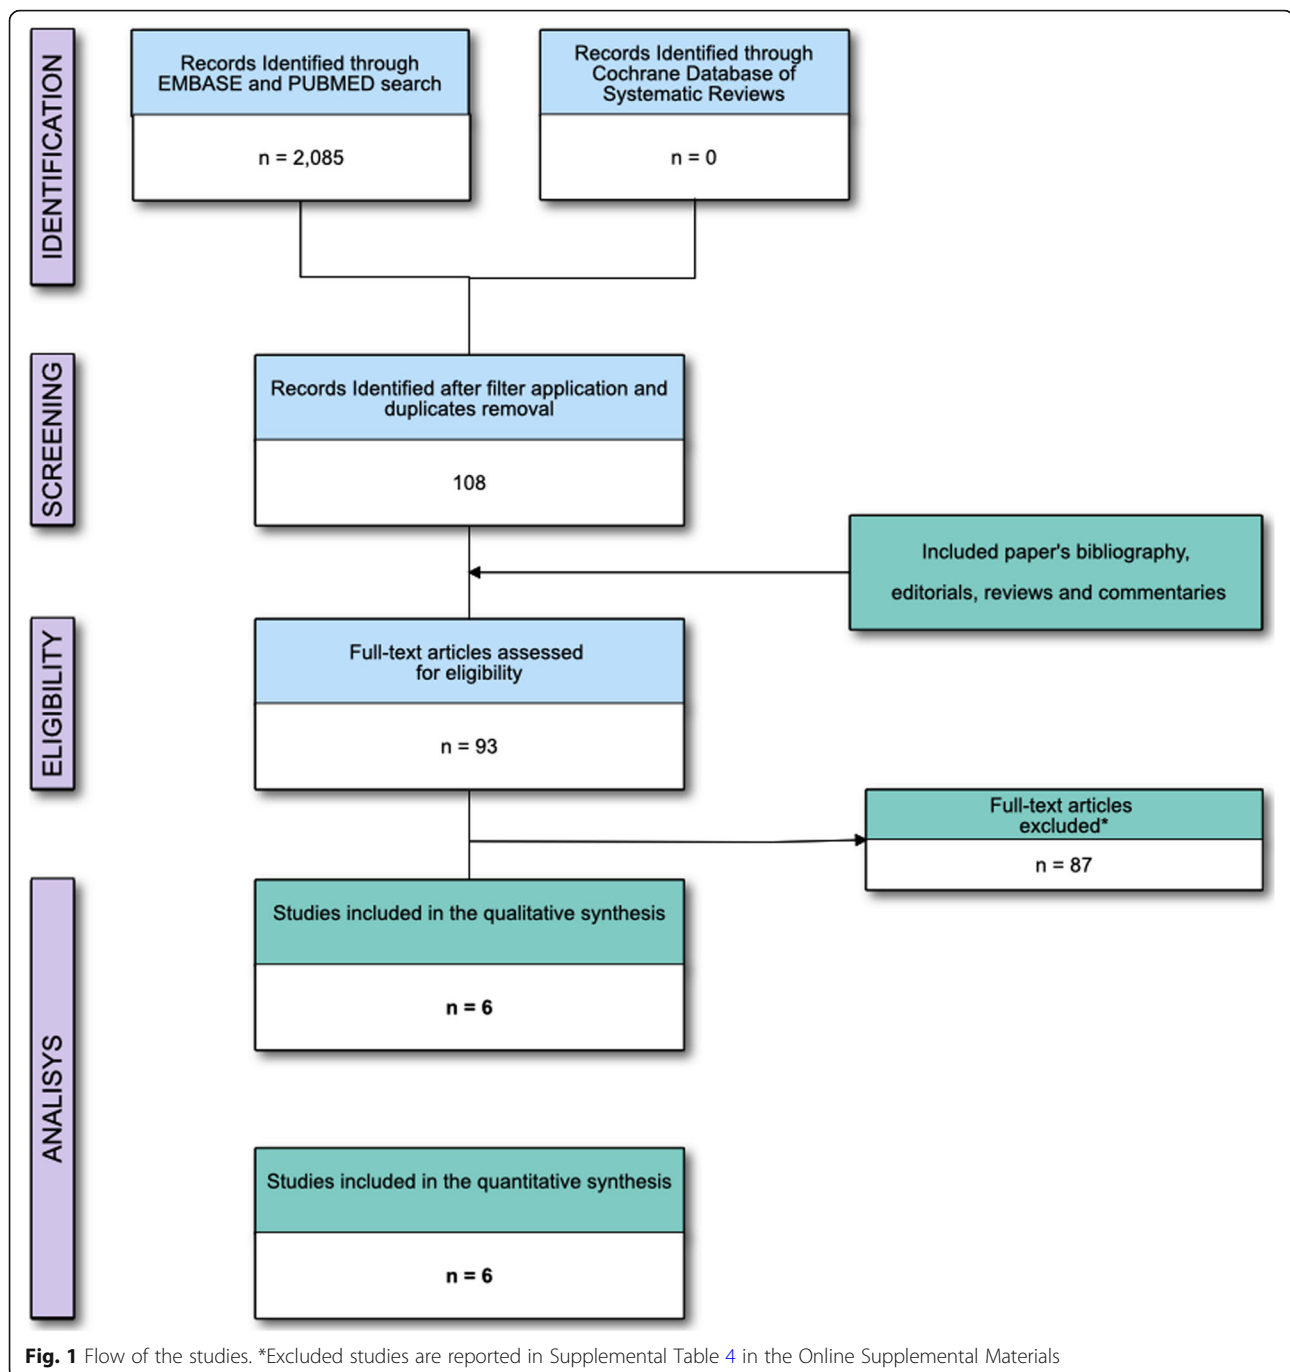 IDENTIFICATION
Records Identified through
EMBASE and PUBMED search
n = 2,085
Records Identified through
Cochrane Database of
Systematic Reviews
n = 0
SCREENING
Records Identified after filter application and
duplicates removal
108
Included paper's bibliography,
editorials, reviews and commentaries
ELIGIBILITY
Full-text articles assessed
for eligibility
n = 93
Full-text articles
excluded*
n = 87
ANALISYS
Studies included in the qualitative synthesis
n = 6
Studies included in the quantitative synthesis
n = 6
Fig. 1 Flow of the studies. *Excluded studies are reported in Supplemental Table 4 in the Online Supplemental Materials